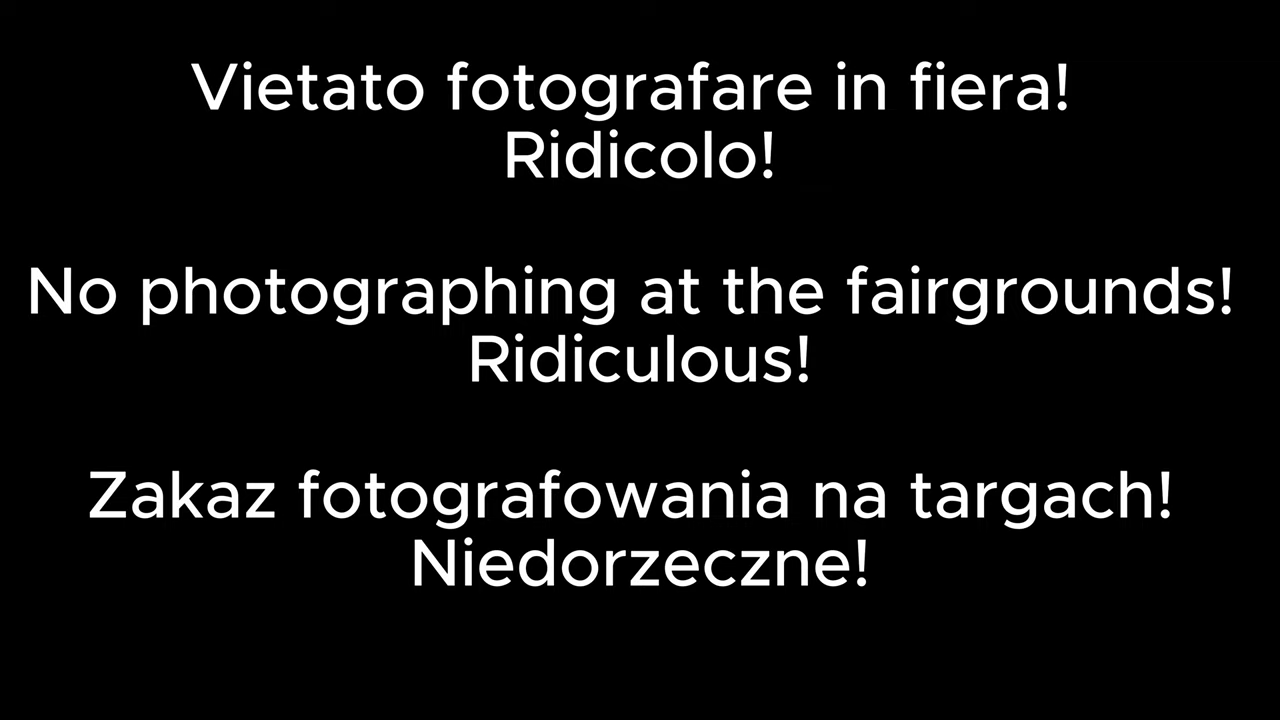 Vietato fotografare in fiera!
Ridicolo!
No photographing at the fairgrounds!
Ridiculous!
Zakaz fotografowania na targach!
Niedorzeczne!